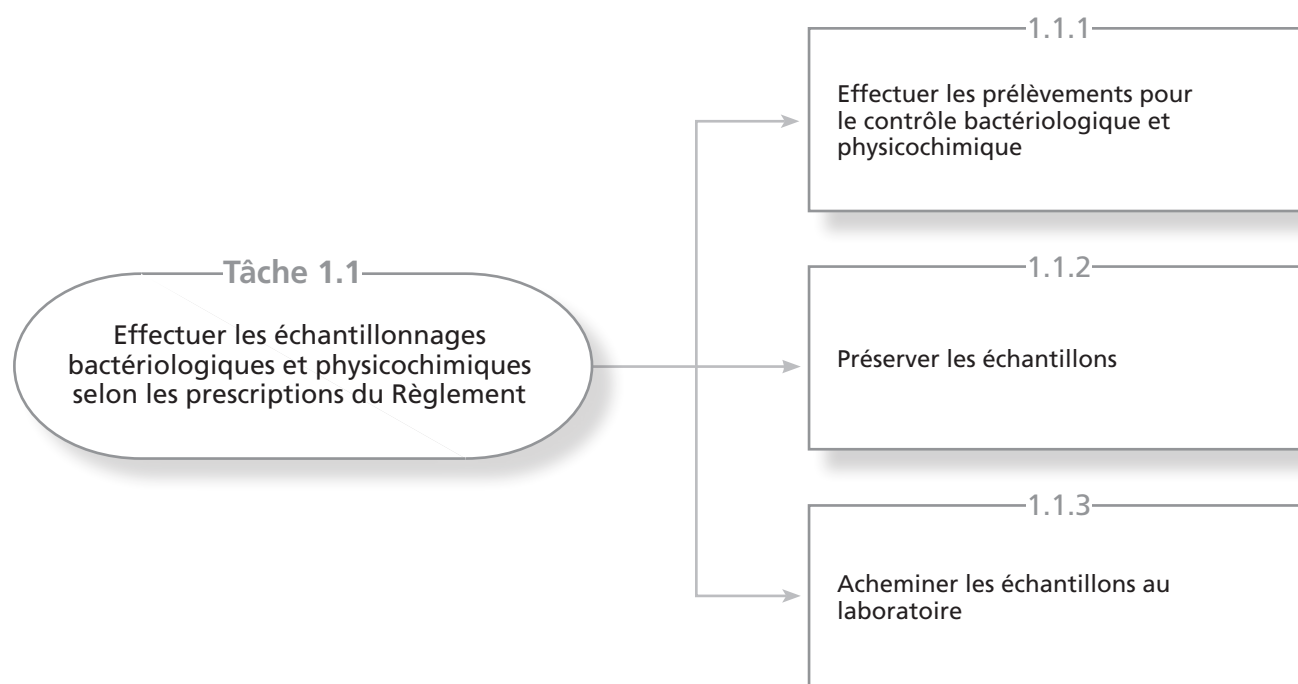 Tâche 1.1
Effectuer les échantillonnages
bactériologiques et physicochimiques
selon les prescriptions du Règlement
1.1.1
Effectuer les prélèvements pour
le contrôle bactériologique et
physicochimique
1.1.2
Préserver les échantillons
1.1.3
Acheminer les échantillons au
laboratoire